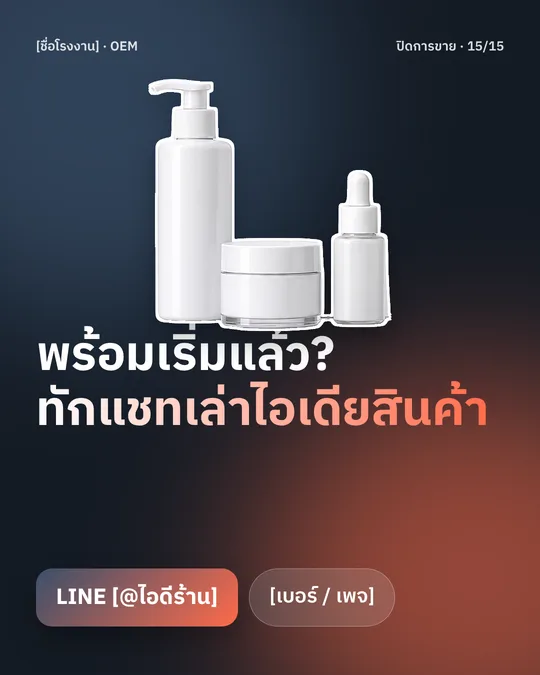 [ชื่อโรงงาน] · OEM
ปิดการขาย · 15/15
พร้อมเริ่มแล้ว?
ทักแชทเล่าไอเดียสินค้า
LINE [@ไอดีร้าน]
[เบอร์ / เพจ]